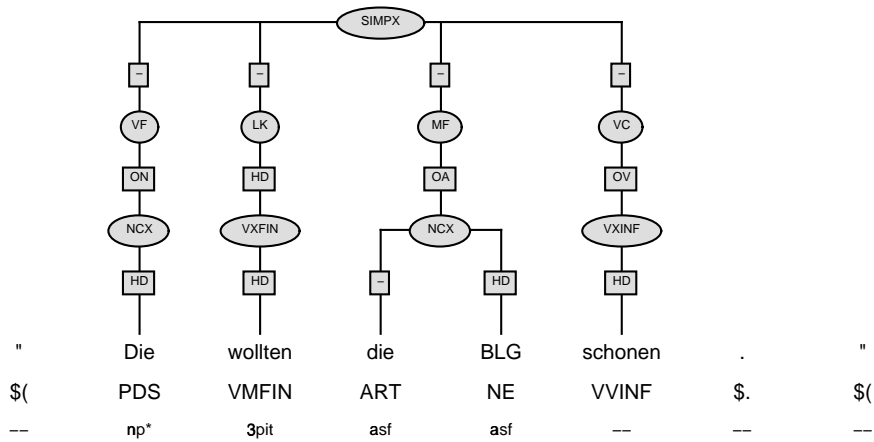 SIMPX
– – – –
VF LK MF VC
ON HD OA OV
NCX VXFIN NCX VXINF
HD HD – HD HD
" Die wollten die BLG schonen . "
$( PDS VMFIN ART NE VVINF $. $(
−− np* 3pit asf asf −− −− −−